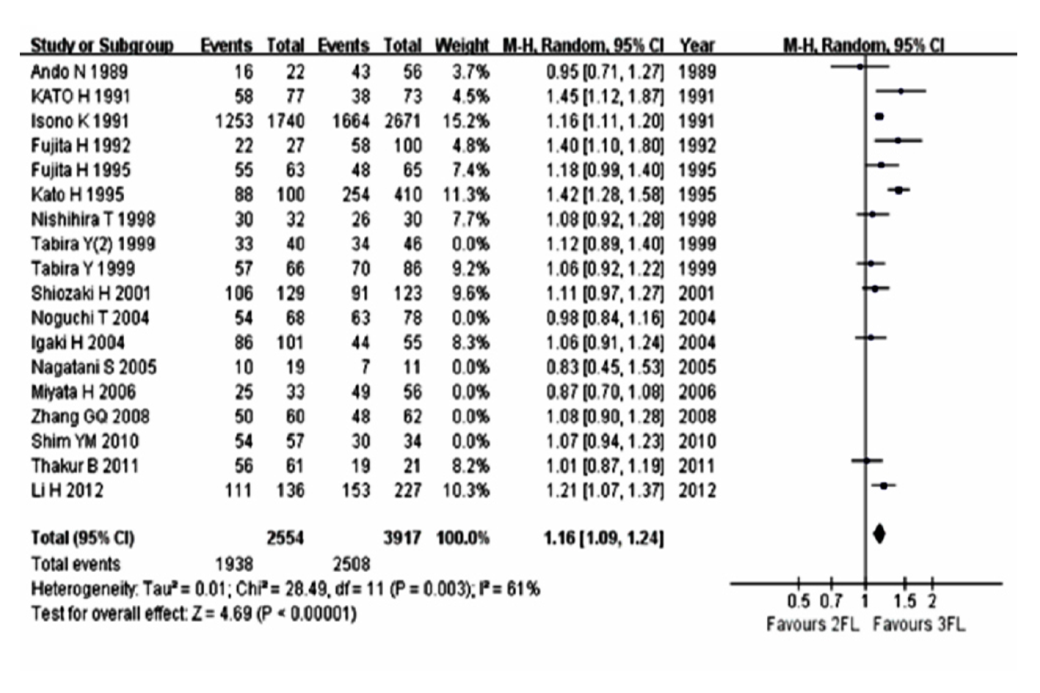 Study or Subgroup Events Total Events Total Weight M-H, Random, 95% CI Year M-H, Random, 95% CI
Ando N 1989 16 22 43 56 3.7% 0.95 [0.71, 1.27] 1989
KATO H 1991 58 77 38 73 4.5% 1.45 [1.12, 1.87] 1991
Isono K 1991 1253 1740 1664 2671 15.2% 1.16 [1.11, 1.20] 1991
Fujita H 1992 22 27 58 100 4.8% 1.40 [1.10, 1.80] 1992
Fujita H 1995 55 63 48 65 7.4% 1.18 [0.99, 1.40] 1995
Kato H 1995 88 100 254 410 11.3% 1.42 [1.28, 1.58] 1995
Nishihira T 1998 30 32 26 30 7.7% 1.08 [0.92, 1.28] 1998
Tabira Y(2) 1999 33 40 34 46 0.0% 1.12 [0.89, 1.40] 1999
Tabira Y 1999 57 66 70 86 9.2% 1.06 [0.92, 1.22] 1999
Shiozaki H 2001 106 129 91 123 9.6% 1.11 [0.97, 1.27] 2001
Noguchi T 2004 54 68 63 78 0.0% 0.98 [0.84, 1.16] 2004
Igaki H 2004 86 101 44 55 8.3% 1.06 [0.91, 1.24] 2004
Nagatani S 2005 10 19 7 11 0.0% 0.83 [0.45, 1.53] 2005
Miyata H 2006 25 33 49 56 0.0% 0.87 [0.70, 1.08] 2006
Zhang GQ 2008 50 60 48 62 0.0% 1.08 [0.90, 1.28] 2008
Shim YM 2010 54 57 30 34 0.0% 1.07 [0.94, 1.23] 2010
Thakur B 2011 56 61 19 21 8.2% 1.01 [0.87, 1.19] 2011
Li H 2012 111 136 153 227 10.3% 1.21 [1.07, 1.37] 2012
Total (95% CI) 2554 3917 100.0% 1.16 [1.09, 1.24]
Total events 1938 2508
Heterogeneity: Tau² = 0.01; Chi² = 28.49, df = 11 (P = 0.003); I² = 61%
Test for overall effect: Z = 4.69 (P < 0.00001)
0.5 0.7 1 1.5 2
Favours 2FL Favours 3FL